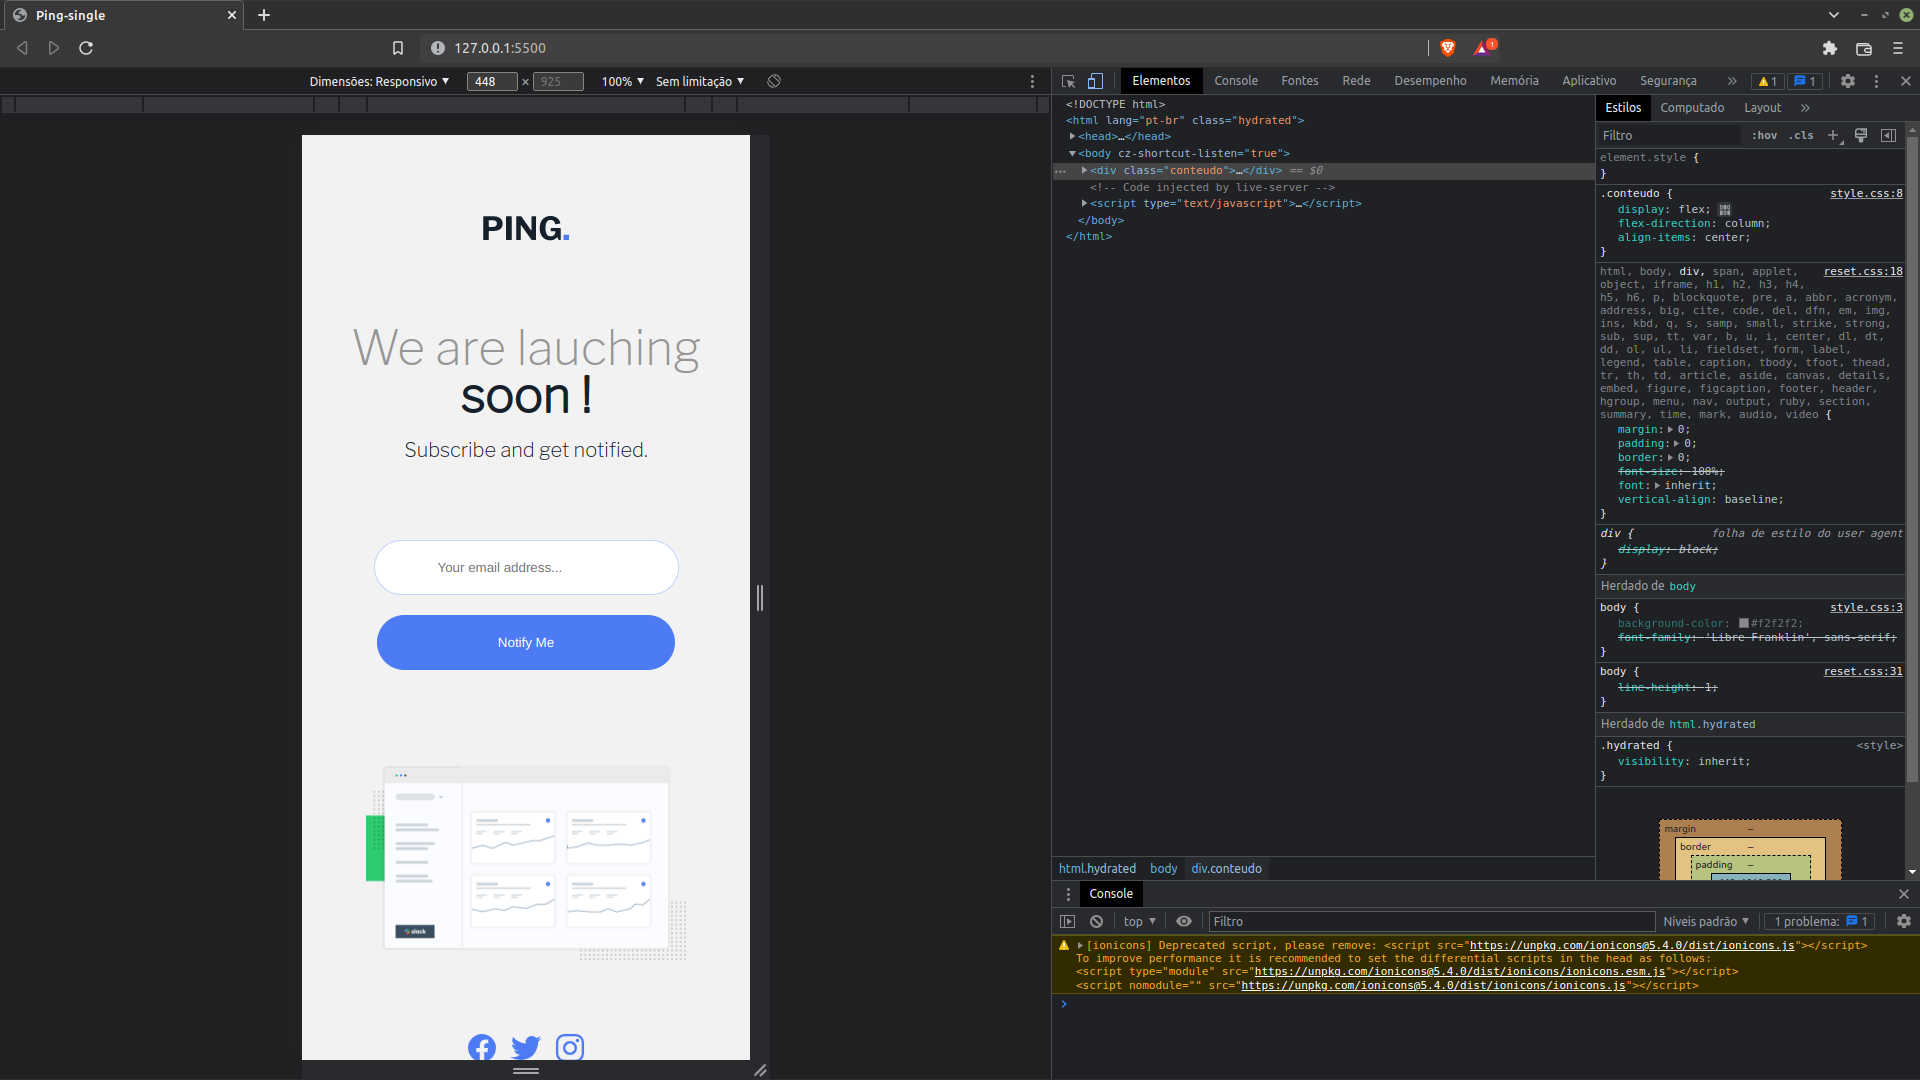 Ping-single
127.0.0.1:5500
1
Dimensões: Responsivo ▼ 448 × 925 100% ▼ Sem limitação ▼
PING.
We are lauching
soon !
Subscribe and get notified.
Your email address...
Notify Me
slack
Elementos Console Fontes Rede Desempenho Memória Aplicativo Segurança » 1 1
<!DOCTYPE html>
<html lang="pt-br" class="hydrated">
<head>…</head>
<body cz-shortcut-listen="true">
<div class="conteudo">…</div> == $0
<!-- Code injected by live-server -->
<script type="text/javascript">…</script>
</body>
</html>
html.hydrated body div.conteudo
Estilos Computado Layout »
Filtro :hov .cls +
element.style {
}
.conteudo { style.css:8
display: flex;
flex-direction: column;
align-items: center;
}
html, body, div, span, applet, reset.css:18
object, iframe, h1, h2, h3, h4,
h5, h6, p, blockquote, pre, a, abbr, acronym,
address, big, cite, code, del, dfn, em, img,
ins, kbd, q, s, samp, small, strike, strong,
sub, sup, tt, var, b, u, i, center, dl, dt,
dd, ol, ul, li, fieldset, form, label,
legend, table, caption, tbody, tfoot, thead,
tr, th, td, article, aside, canvas, details,
embed, figure, figcaption, footer, header,
hgroup, menu, nav, output, ruby, section,
summary, time, mark, audio, video {
margin: 0;
padding: 0;
border: 0;
font-size: 100%;
font: inherit;
vertical-align: baseline;
}
div { folha de estilo do user agent
display: block;
}
Herdado de body
body { style.css:3
background-color: #f2f2f2;
font-family: 'Libre Franklin', sans-serif;
}
body { reset.css:31
line-height: 1;
}
Herdado de html.hydrated
.hydrated { <style>
visibility: inherit;
}
margin –
border –
padding –
Console
top ▼ Filtro Níveis padrão ▼ 1 problema: 1
[ionicons] Deprecated script, please remove: <script src="https://unpkg.com/ionicons@5.4.0/dist/ionicons.js"></script>
To improve performance it is recommended to set the differential scripts in the head as follows:
<script type="module" src="https://unpkg.com/ionicons@5.4.0/dist/ionicons/ionicons.esm.js"></script>
<script nomodule="" src="https://unpkg.com/ionicons@5.4.0/dist/ionicons/ionicons.js"></script>